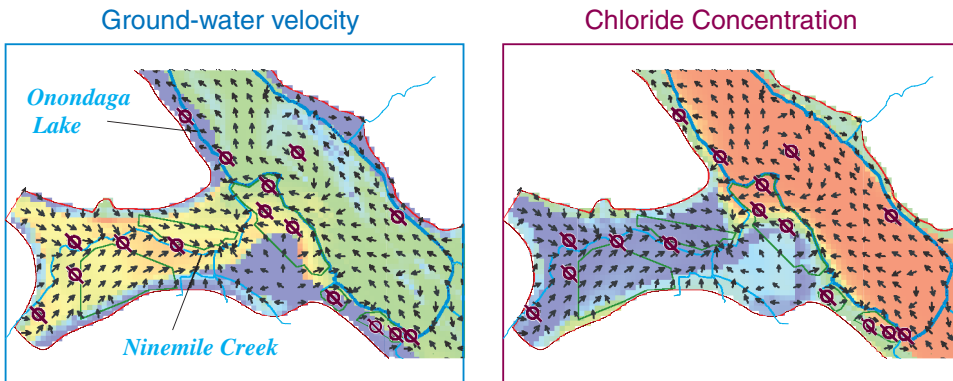 Ground-water velocity
Chloride Concentration
Onondaga
Lake
Ninemile Creek